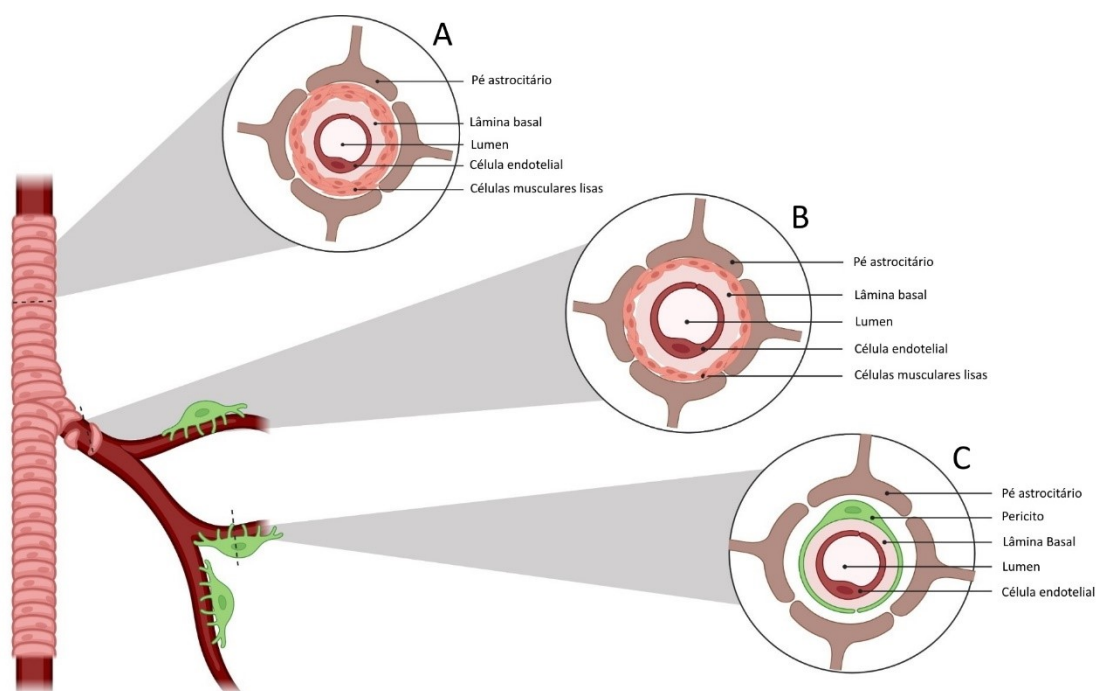 A
Pé astrocitário
Lâmina basal
Lumen
Célula endotelial
Células musculares lisas
B
Pé astrocitário
Lâmina basal
Lumen
Célula endotelial
Células musculares lisas
C
Pé astrocitário
Pericito
Lâmina Basal
Lumen
Célula endotelial